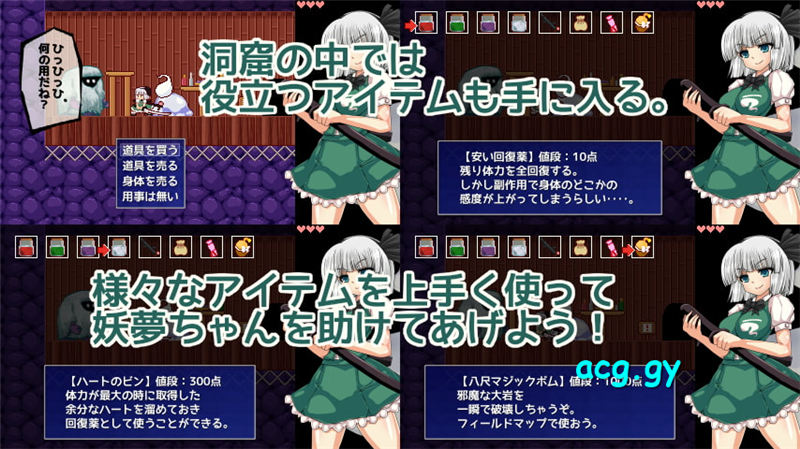 ひっひっひ、
何の用だね?
洞窟の中では
役立つアイテムも手に入る。
道具を買う
道具を売る
身体を売る
用事は無い
【安い回復薬】値段：10点
残り体力を全回復する。
しかし副作用で身体のどこかの
感度が上がってしまうらしい････。
様々なアイテムを上手く使って
妖夢ちゃんを助けてあげよう！
【ハートのビン】値段：300点
体力が最大の時に取得した
余分なハートを溜めておき
回復薬として使うことができる。
acg.gy
【八尺マジックボム】値段：1000点
邪魔な大岩を
一瞬で破壊しちゃうぞ。
フィールドマップで使おう。